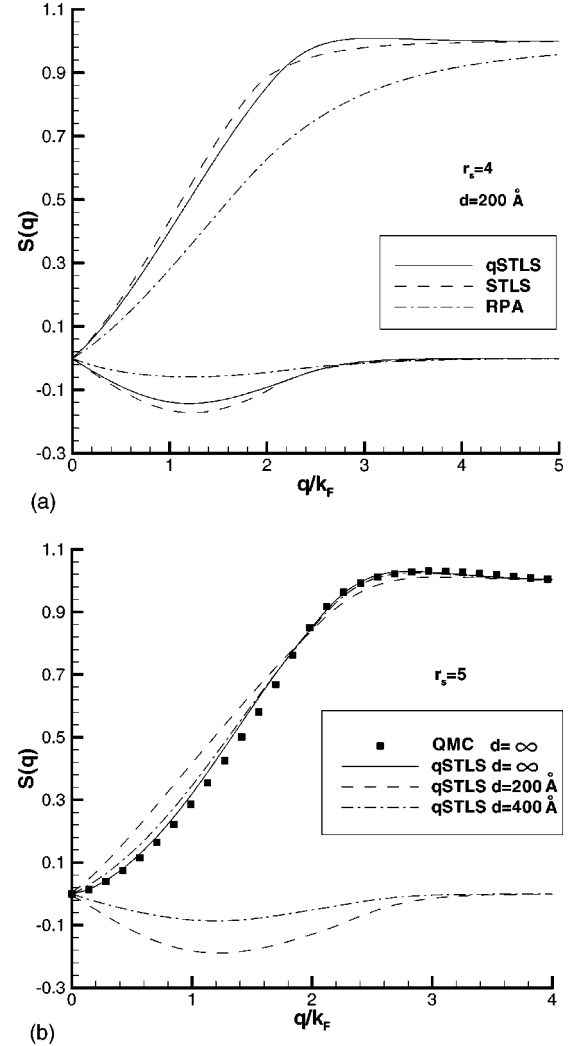 1.1
0.9
0.7
0.5
0.3
0.1
-0.1
-0.3
S(q)
r_s=4
d=200 Å
qSTLS
STLS
RPA
0 1 2 3 4 5
q/k_F
(a)
1.1
0.9
0.7
0.5
0.3
0.1
-0.1
-0.3
S(q)
r_s=5
QMC d=∞
qSTLS d=∞
qSTLS d=200 Å
qSTLS d=400 Å
0 1 2 3 4
q/k_F
(b)